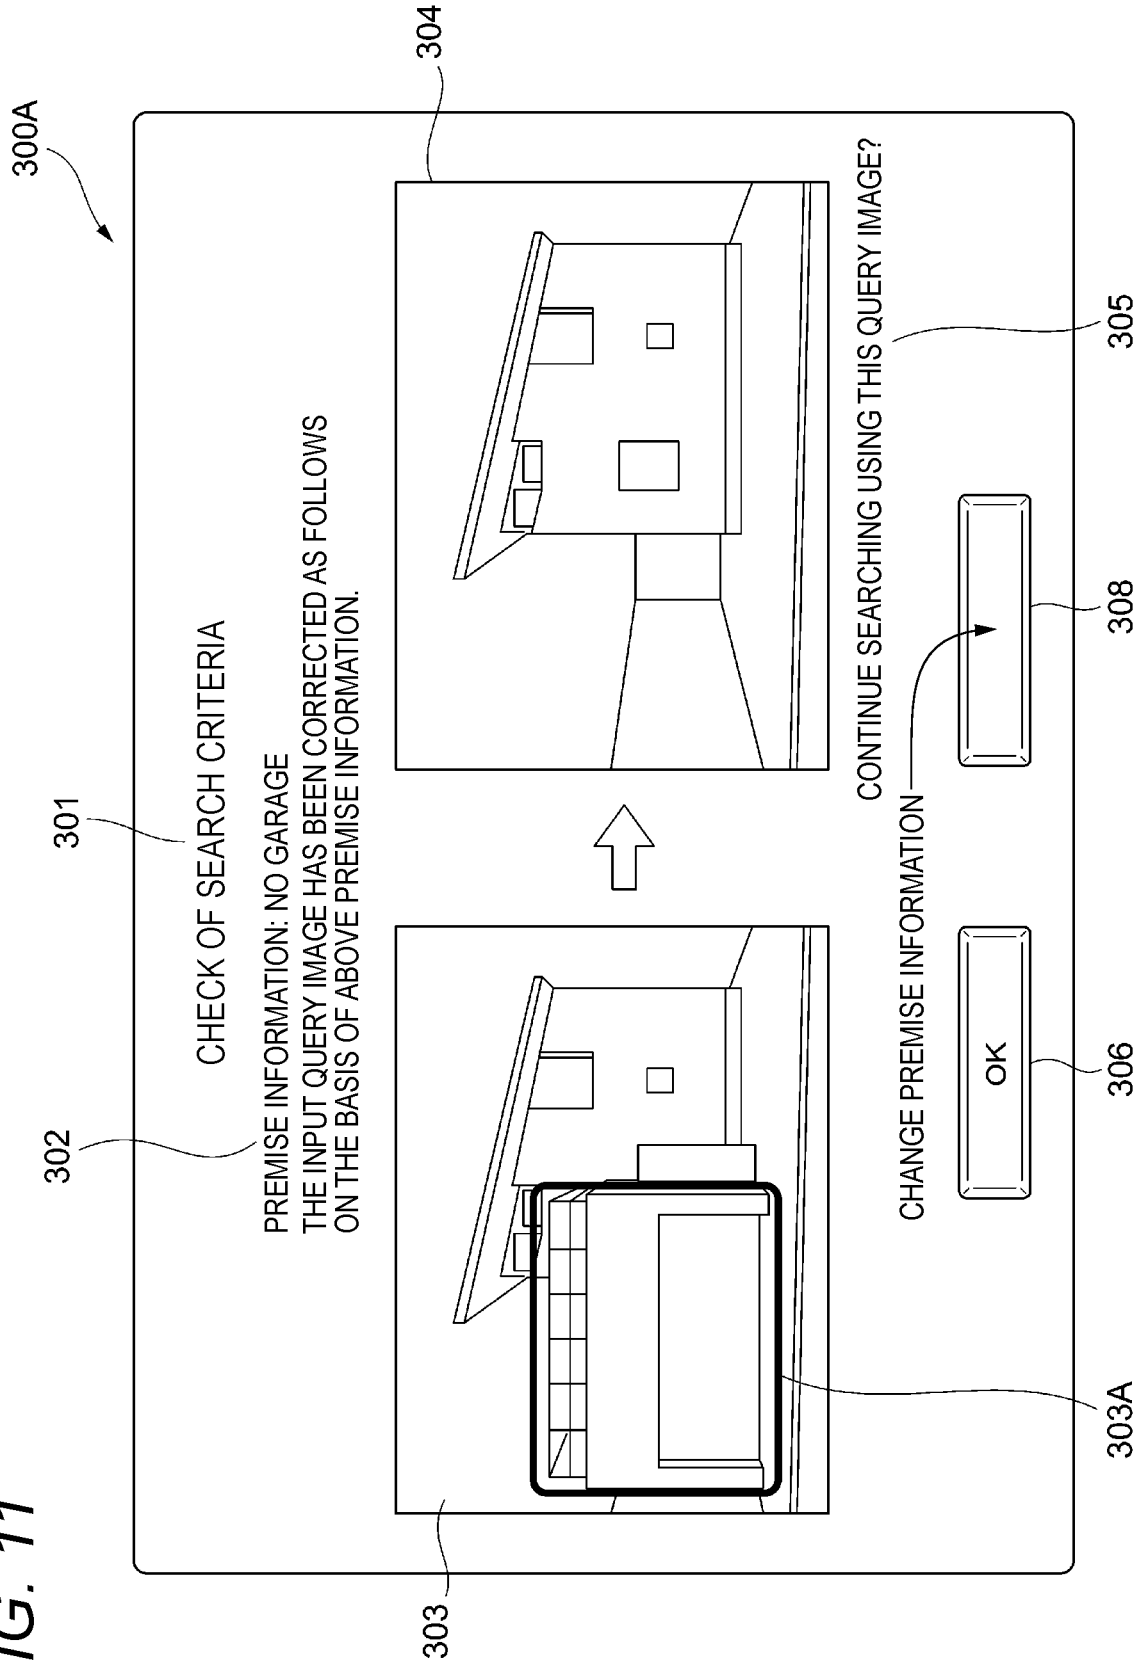 FIG. 11
300A
301
CHECK OF SEARCH CRITERIA
302
PREMISE INFORMATION: NO GARAGE
THE INPUT QUERY IMAGE HAS BEEN CORRECTED AS FOLLOWS
ON THE BASIS OF ABOVE PREMISE INFORMATION.
303
304
CONTINUE SEARCHING USING THIS QUERY IMAGE?
CHANGE PREMISE INFORMATION
OK
303A
306
308
305